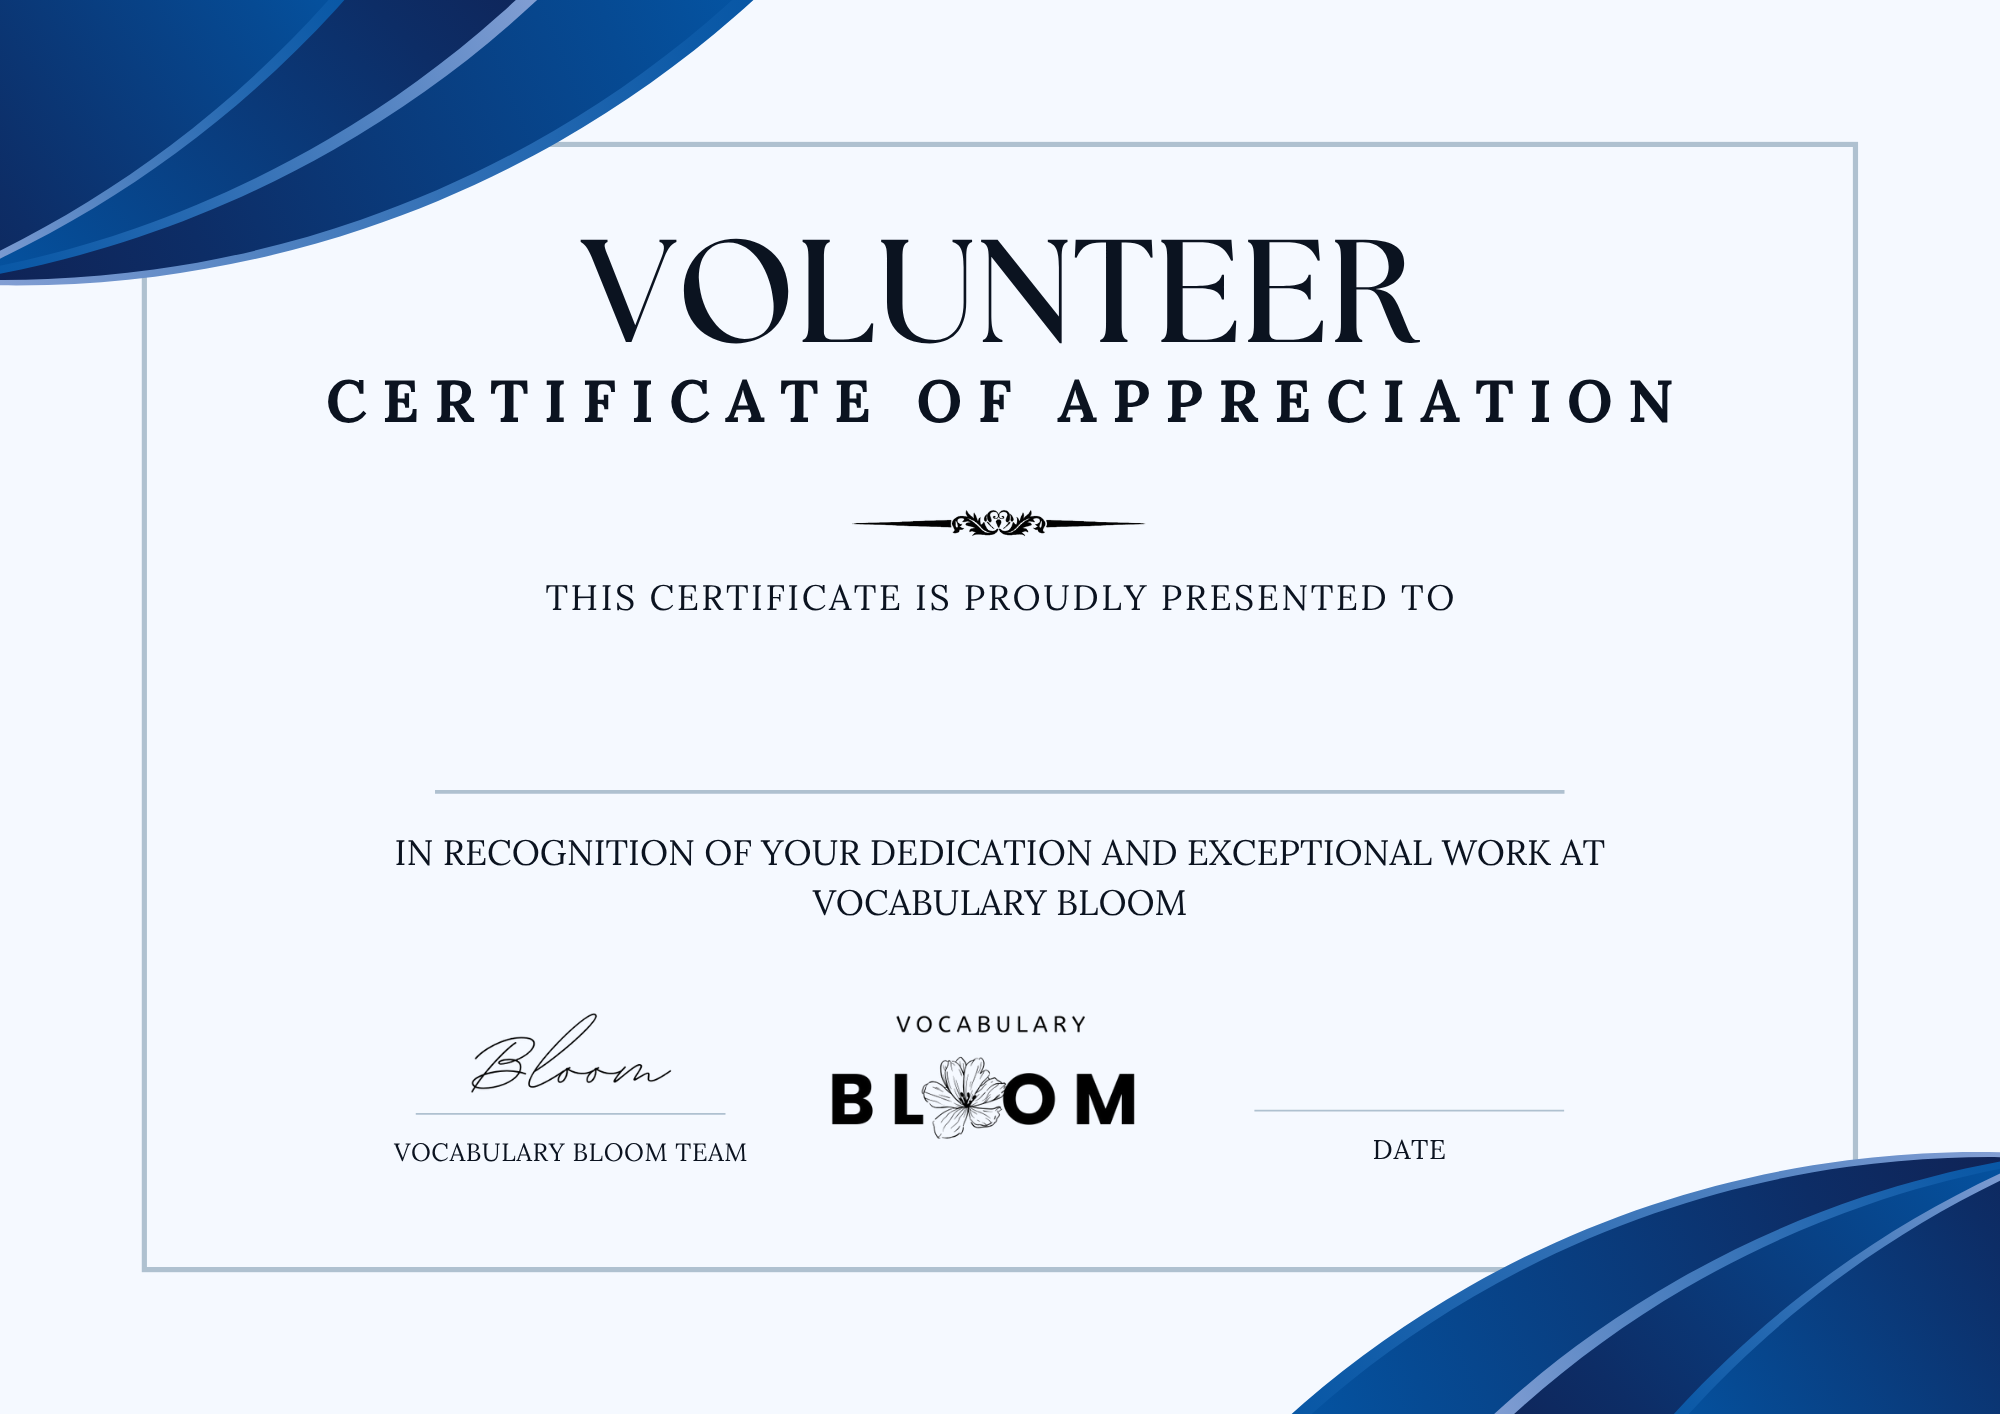 VOLUNTEER
CERTIFICATE OF APPRECIATION
THIS CERTIFICATE IS PROUDLY PRESENTED TO
IN RECOGNITION OF YOUR DEDICATION AND EXCEPTIONAL WORK AT
VOCABULARY BLOOM
Bloom
VOCABULARY BLOOM TEAM
VOCABULARY
BLOOM
DATE